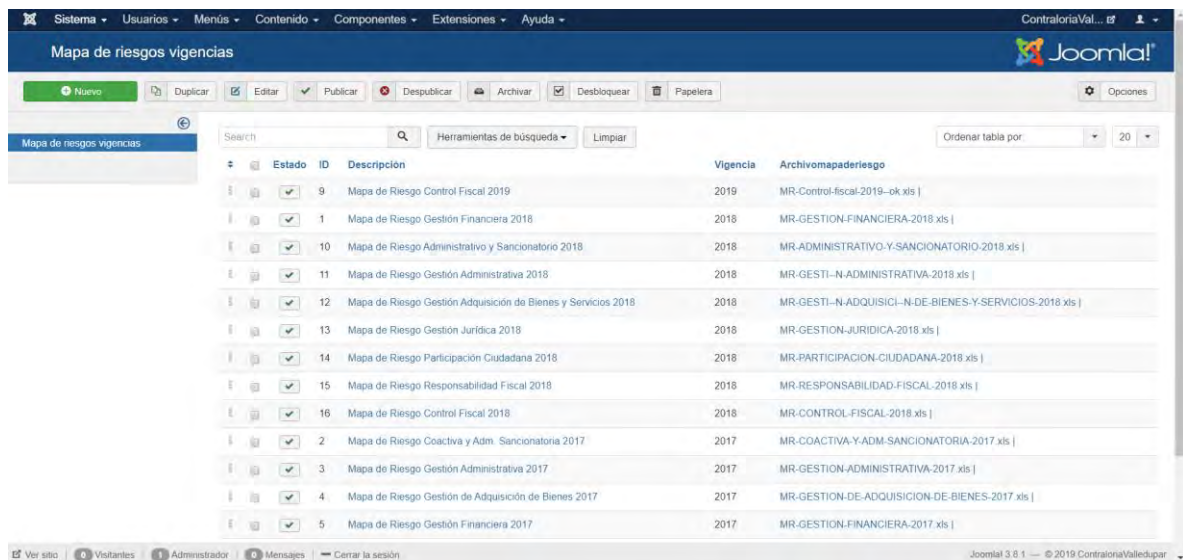 Sistema Usuarios Menús Contenido Componentes Extensiones Ayuda ContraloriaVal...
Mapa de riesgos vigencias Joomla!
Nuevo Duplicar Editar Publicar Despublicar Archivar Desbloquear Papelera Opciones
Mapa de riesgos vigencias
Search Herramientas de búsqueda Limpiar Ordenar tabla por: 20
Estado ID Descripción Vigencia Archivomapaderiesgo
9 Mapa de Riesgo Control Fiscal 2019 2019 MR-Control-fiscal-2019--ok.xls |
1 Mapa de Riesgo Gestión Financiera 2018 2018 MR-GESTION-FINANCIERA-2018.xls |
10 Mapa de Riesgo Administrativo y Sancionatorio 2018 2018 MR-ADMINISTRATIVO-Y-SANCIONATORIO-2018.xls |
11 Mapa de Riesgo Gestión Administrativa 2018 2018 MR-GESTI--N-ADMINISTRATIVA-2018.xls |
12 Mapa de Riesgo Gestión Adquisición de Bienes y Servicios 2018 2018 MR-GESTI--N-ADQUISICI--N-DE-BIENES-Y-SERVICIOS-2018.xls |
13 Mapa de Riesgo Gestión Jurídica 2018 2018 MR-GESTION-JURIDICA-2018.xls |
14 Mapa de Riesgo Participación Ciudadana 2018 2018 MR-PARTICIPACION-CIUDADANA-2018.xls |
15 Mapa de Riesgo Responsabilidad Fiscal 2018 2018 MR-RESPONSABILIDAD-FISCAL-2018.xls |
16 Mapa de Riesgo Control Fiscal 2018 2018 MR-CONTROL-FISCAL-2018.xls |
2 Mapa de Riesgo Coactiva y Adm. Sancionatoria 2017 2017 MR-COACTIVA-Y-ADM-SANCIONATORIA-2017.xls |
3 Mapa de Riesgo Gestión Administrativa 2017 2017 MR-GESTION-ADMINISTRATIVA-2017.xls |
4 Mapa de Riesgo Gestión de Adquisición de Bienes 2017 2017 MR-GESTION-DE-ADQUISICION-DE-BIENES-2017.xls |
5 Mapa de Riesgo Gestión Financiera 2017 2017 MR-GESTION-FINANCIERA-2017.xls |
Ver sitio 0 Visitantes 1 Administrador 0 Mensajes Cerrar la sesión Joomla! 3.8.1 — © 2019 ContraloriaValledupar